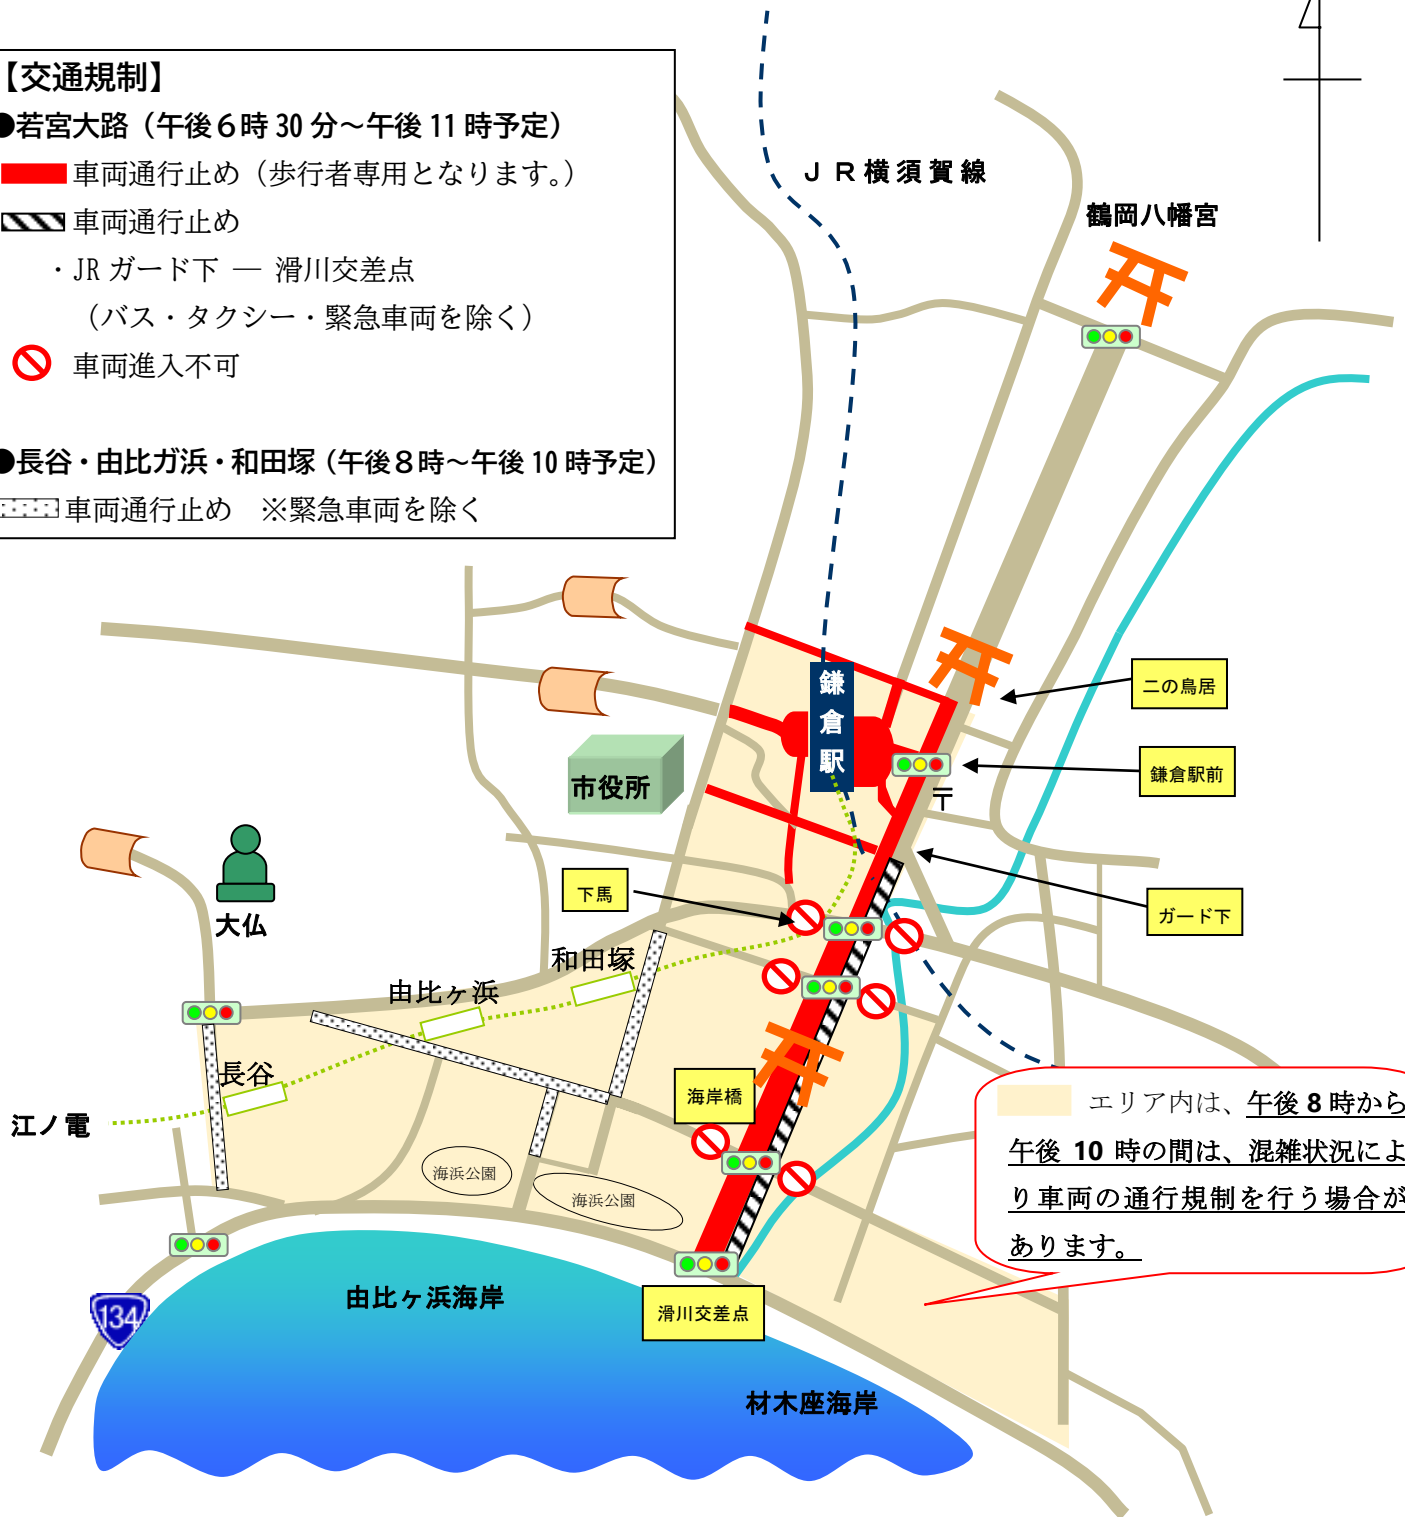 【交通規制】
●若宮大路（午後６時 30 分～午後 11 時予定）
車両通行止め（歩行者専用となります。）
車両通行止め
・JR ガード下 ― 滑川交差点
（バス・タクシー・緊急車両を除く）
車両進入不可
●長谷・由比ガ浜・和田塚（午後８時～午後 10 時予定）
車両通行止め　※緊急車両を除く
ＪＲ横須賀線
鶴岡八幡宮
鎌倉駅
二の鳥居
鎌倉駅前
〒
市役所
下馬
ガード下
大仏
和田塚
由比ヶ浜
長谷
江ノ電
海岸橋
海浜公園
海浜公園
エリア内は、午後 8 時から
午後 10 時の間は、混雑状況によ
り車両の通行規制を行う場合が
あります。
134
由比ヶ浜海岸
滑川交差点
材木座海岸